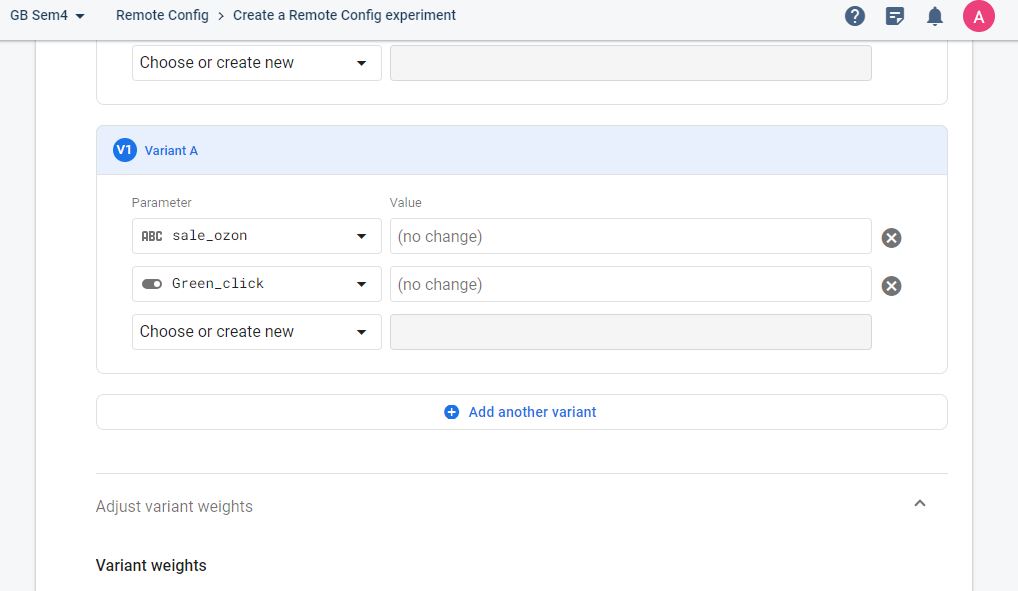 GB Sem4 Remote Config > Create a Remote Config experiment ? A
Choose or create new
V1 Variant A
Parameter Value
ABC sale_ozon (no change)
Green_click (no change)
Choose or create new
Add another variant
Adjust variant weights
Variant weights